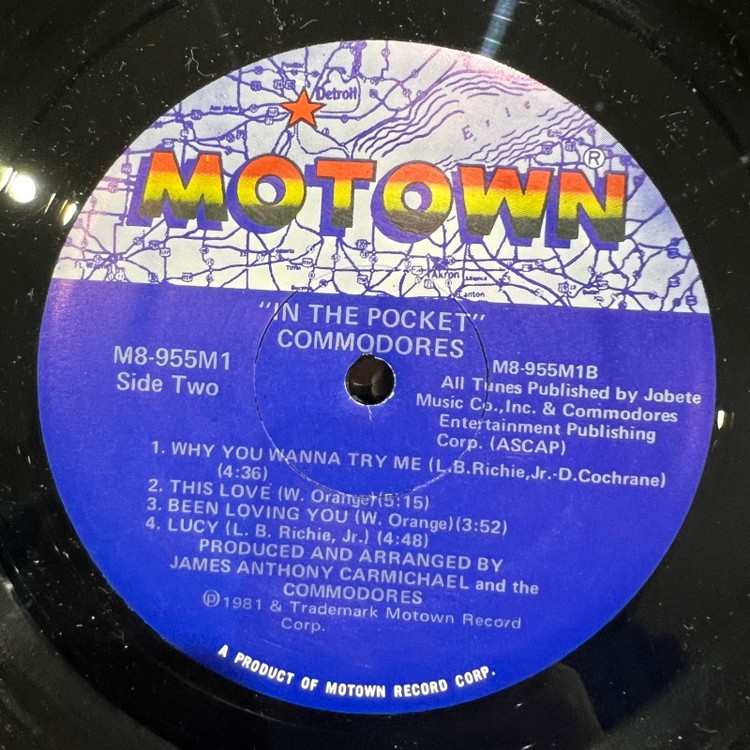 Detroit
Erie
MOTOWN®
Akron
"IN THE POCKET"
COMMODORES
M8-955M1
Side Two
M8-955M1B
All Tunes Published by Jobete
Music Co., Inc. & Commodores
Entertainment Publishing
Corp. (ASCAP)
1. WHY YOU WANNA TRY ME (L.B.Richie,Jr.-D.Cochrane)
(4:36)
2. THIS LOVE (W. Orange)(5:15)
3. BEEN LOVING YOU (W. Orange)(3:52)
4. LUCY (L. B. Richie, Jr.) (4:48)
PRODUCED AND ARRANGED BY
JAMES ANTHONY CARMICHAEL and the
COMMODORES
℗1981 & Trademark Motown Record
Corp.
A PRODUCT OF MOTOWN RECORD CORP.